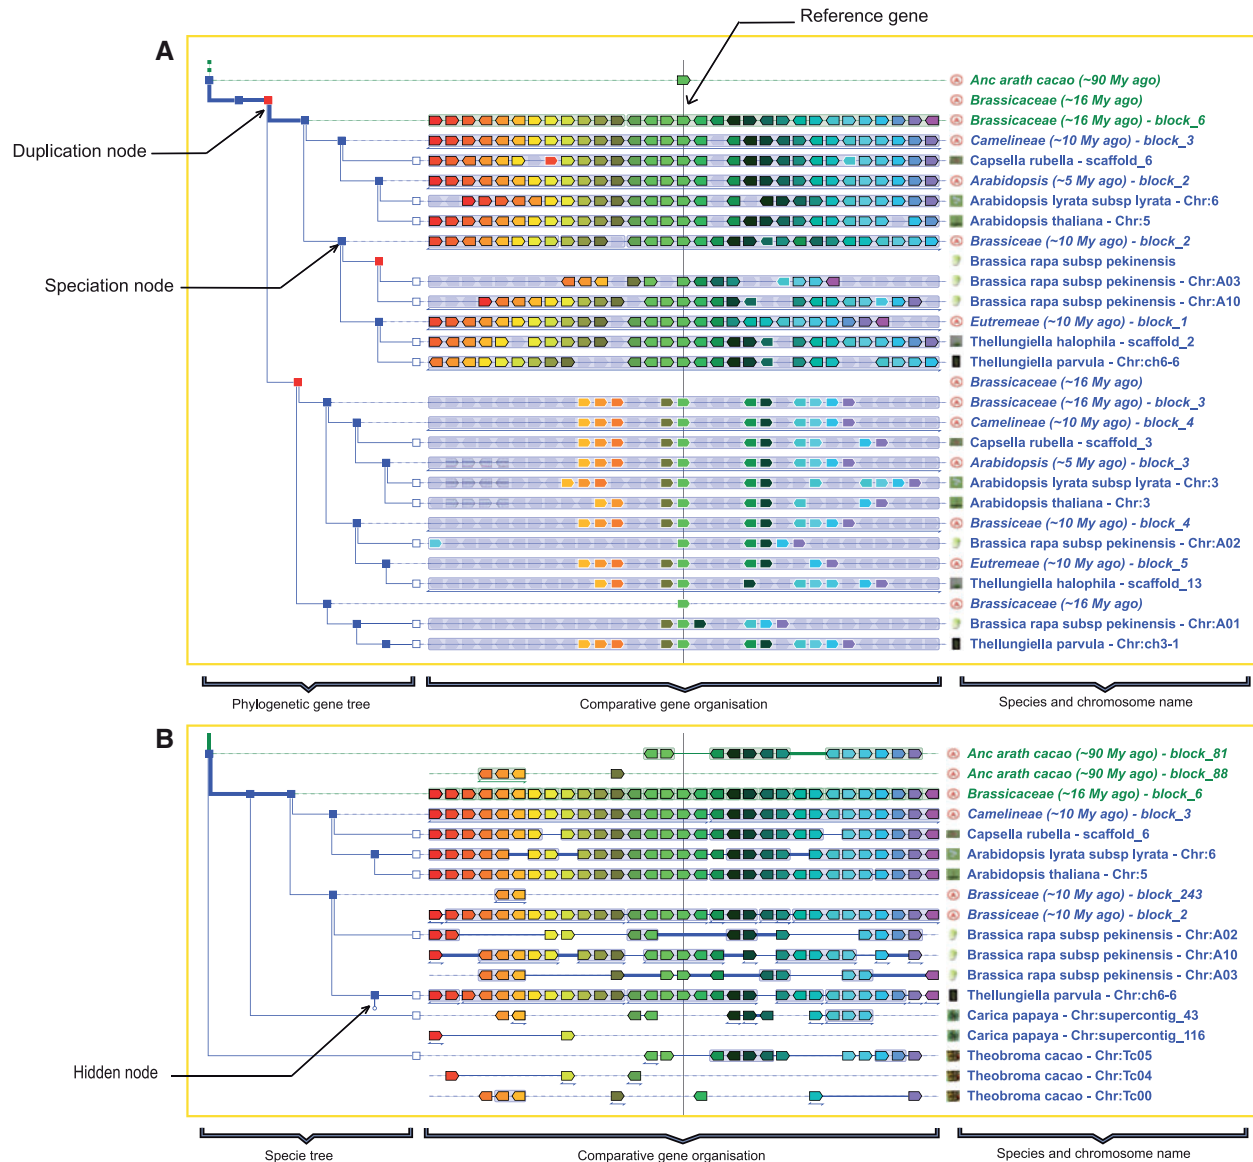 Reference gene
A
Anc arath cacao (~90 My ago)
Brassicaceae (~16 My ago)
Brassicaceae (~16 My ago) - block_6
Duplication node
Camelineae (~10 My ago) - block_3
Capsella rubella - scaffold_6
Arabidopsis (~5 My ago) - block_2
Arabidopsis lyrata subsp lyrata - Chr:6
Arabidopsis thaliana - Chr:5
Brassiceae (~10 My ago) - block_2
Brassica rapa subsp pekinensis
Speciation node
Brassica rapa subsp pekinensis - Chr:A03
Brassica rapa subsp pekinensis - Chr:A10
Eutremeae (~10 My ago) - block_1
Thellungiella halophila - scaffold_2
Thellungiella parvula - Chr:ch6-6
Brassicaceae (~16 My ago)
Brassicaceae (~16 My ago) - block_3
Camelineae (~10 My ago) - block_4
Capsella rubella - scaffold_3
Arabidopsis (~5 My ago) - block_3
Arabidopsis lyrata subsp lyrata - Chr:3
Arabidopsis thaliana - Chr:3
Brassiceae (~10 My ago) - block_4
Brassica rapa subsp pekinensis - Chr:A02
Eutremeae (~10 My ago) - block_5
Thellungiella halophila - scaffold_13
Brassicaceae (~16 My ago)
Brassica rapa subsp pekinensis - Chr:A01
Thellungiella parvula - Chr:ch3-1
Phylogenetic gene tree
Comparative gene organisation
Species and chromosome name
B
Anc arath cacao (~90 My ago) - block_81
Anc arath cacao (~90 My ago) - block_88
Brassicaceae (~16 My ago) - block_6
Camelineae (~10 My ago) - block_3
Capsella rubella - scaffold_6
Arabidopsis lyrata subsp lyrata - Chr:6
Arabidopsis thaliana - Chr:5
Brassiceae (~10 My ago) - block_243
Brassiceae (~10 My ago) - block_2
Brassica rapa subsp pekinensis - Chr:A02
Brassica rapa subsp pekinensis - Chr:A10
Brassica rapa subsp pekinensis - Chr:A03
Thellungiella parvula - Chr:ch6-6
Carica papaya - Chr:supercontig_43
Carica papaya - Chr:supercontig_116
Theobroma cacao - Chr:Tc05
Hidden node
Theobroma cacao - Chr:Tc04
Theobroma cacao - Chr:Tc00
Specie tree
Comparative gene organisation
Species and chromosome name